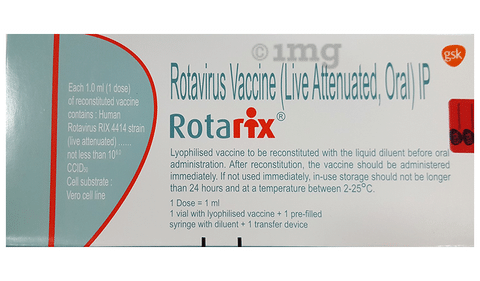 1mg
gsk
Rotavirus Vaccine (Live Attenuated, Oral) IP
Rotarix®
Each 1.0 ml (1 dose)
of reconstituted vaccine
contains : Human
Rotavirus RIX 4414 strain
(live attenuated) ......
not less than 10⁶·⁰
CCID₅₀
Cell substrate :
Vero cell line
Lyophilised vaccine to be reconstituted with the liquid diluent before oral
administration. After reconstitution, the vaccine should be administered
immediately. If not used immediately, in-use storage should not be longer
than 24 hours and at a temperature between 2-25°C.
1 Dose = 1 ml
1 vial with lyophilised vaccine + 1 pre-filled
syringe with diluent + 1 transfer device